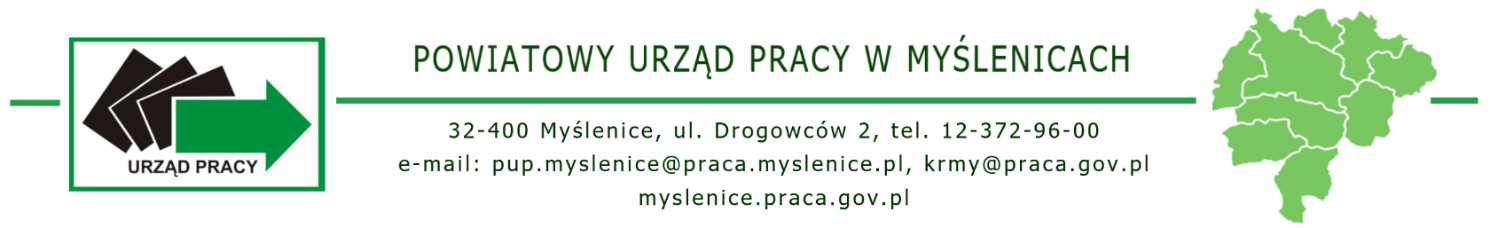 POWIATOWY URZĄD PRACY W MYŚLENICACH
32-400 Myślenice, ul. Drogowców 2, tel. 12-372-96-00
e-mail: pup.myslenice@praca.myslenice.pl, krmy@praca.gov.pl
myslenice.praca.gov.pl
URZĄD PRACY